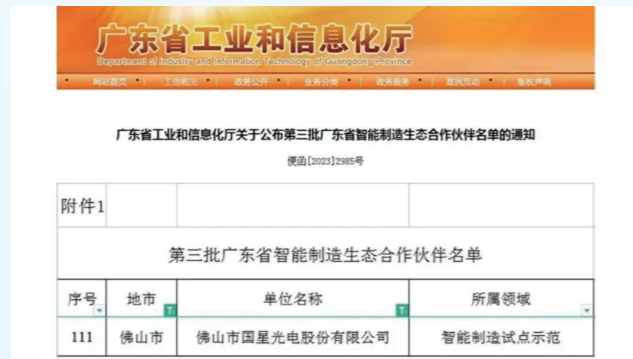 广东省工业和信息化厅
Department of Industry and Information Technology of Guangdong Province
网站首页 工信概况 政务公开 业务分类 政务服务 政民互动 版权声明
广东省工业和信息化厅关于公布第三批广东省智能制造生态合作伙伴名单的通知
便函[2023]2985号
附件1
第三批广东省智能制造生态合作伙伴名单
序号 地市 单位名称 所属领域
111 佛山市 佛山市国星光电股份有限公司 智能制造试点示范